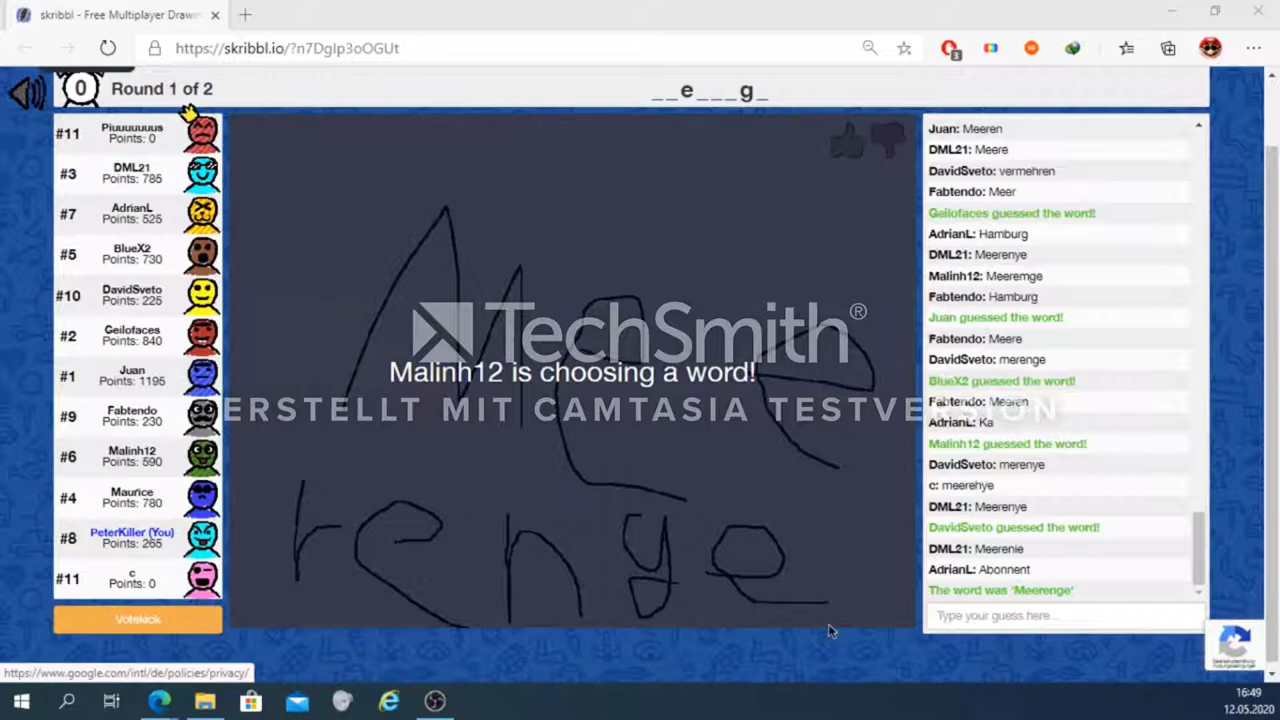 skribbl - Free Multiplayer Drawin
https://skribbl.io/?n7DgIp3oOGUt
3
0
Round 1 of 2
__e___g_
#11 Piuuuuuus
Points: 0
#3 DML21
Points: 785
#7 AdrianL
Points: 525
#5 BlueX2
Points: 730
#10 DavidSveto
Points: 225
#2 Geilofaces
Points: 840
#1 Juan
Points: 1195
#9 Fabtendo
Points: 230
#6 Malinh12
Points: 590
#4 Maurice
Points: 780
#8 PeterKiller (You)
Points: 265
#11 c
Points: 0
Votekick
Mee
renge
TechSmith®
Malinh12 is choosing a word!
ERSTELLT MIT CAMTASIA TESTVERSION
Juan: Meeren
DML21: Meere
DavidSveto: vermehren
Fabtendo: Meer
Geilofaces guessed the word!
AdrianL: Hamburg
DML21: Meerenye
Malinh12: Meeremge
Fabtendo: Hamburg
Juan guessed the word!
Fabtendo: Meere
DavidSveto: merenge
BlueX2 guessed the word!
Fabtendo: Meeren
AdrianL: Ka
Malinh12 guessed the word!
DavidSveto: merenye
c: meerehye
DML21: Meerenye
DavidSveto guessed the word!
DML21: Meerenie
AdrianL: Abonnent
The word was 'Meerenge'
Type your guess here...
https://www.google.com/intl/de/policies/privacy/
16:49
12.05.2020